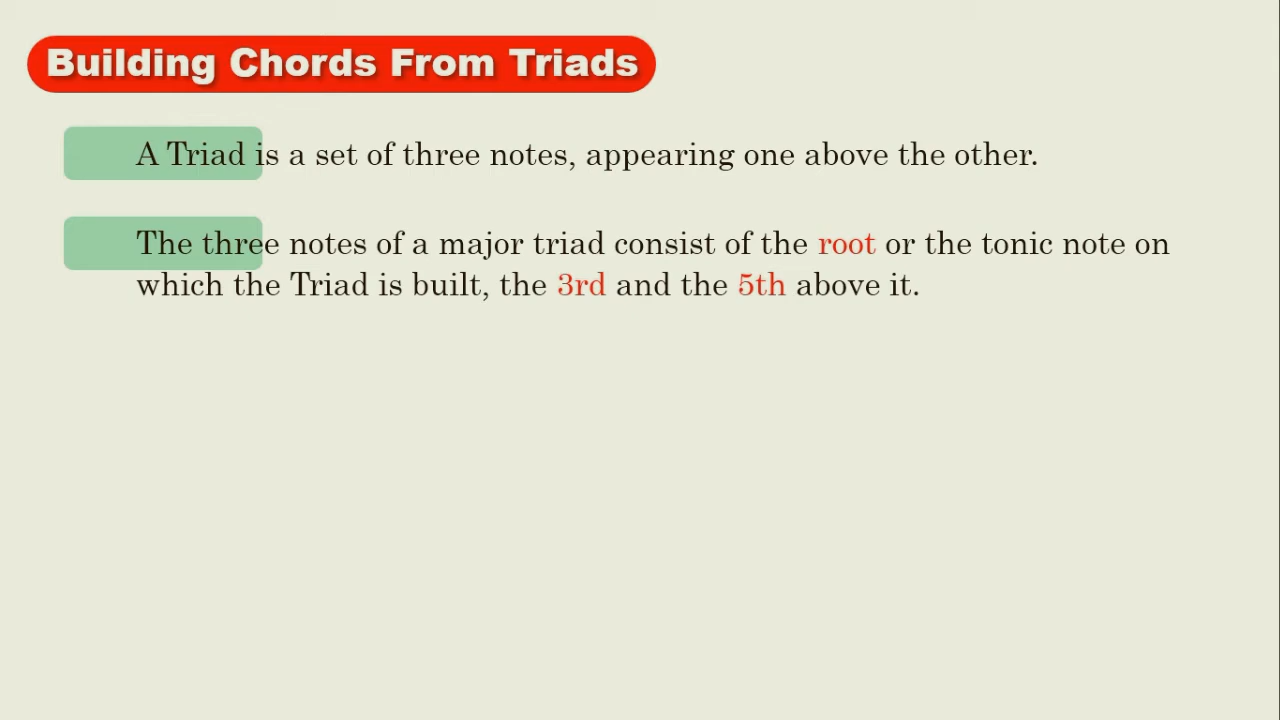 Building Chords From Triads
A Triad is a set of three notes, appearing one above the other.
The three notes of a major triad consist of the root or the tonic note on
which the Triad is built, the 3rd and the 5th above it.